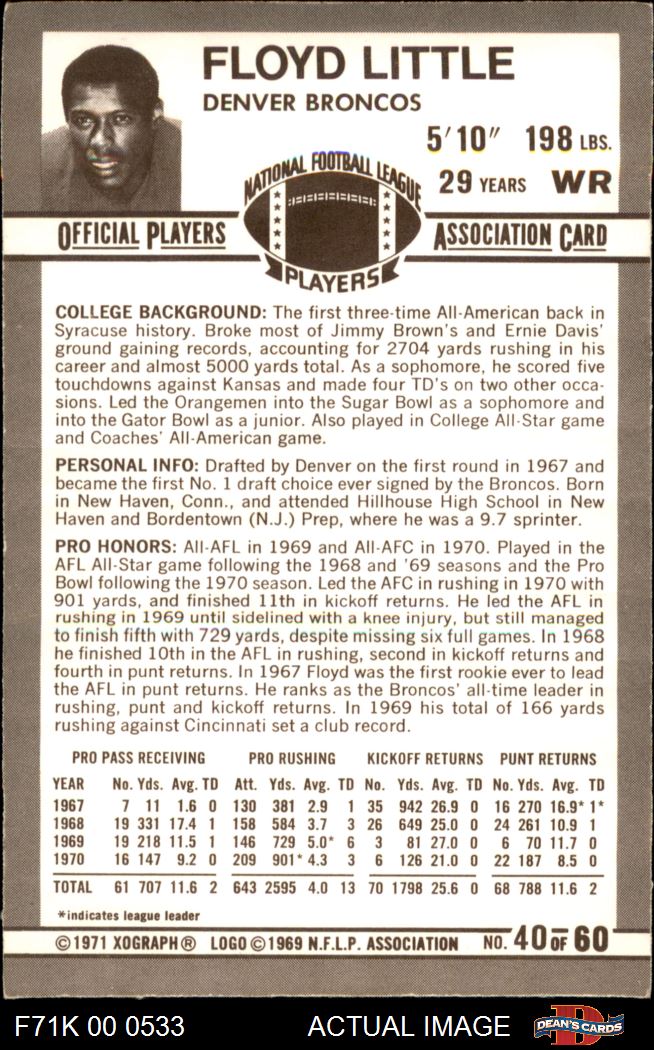 FLOYD LITTLE
DENVER BRONCOS
5'10" 198 LBS.
29 YEARS WR
NATIONAL FOOTBALL LEAGUE
PLAYERS
OFFICIAL PLAYERS ASSOCIATION CARD
COLLEGE BACKGROUND: The first three-time All-American back in
Syracuse history. Broke most of Jimmy Brown's and Ernie Davis'
ground gaining records, accounting for 2704 yards rushing in his
career and almost 5000 yards total. As a sophomore, he scored five
touchdowns against Kansas and made four TD's on two other occa-
sions. Led the Orangemen into the Sugar Bowl as a sophomore and
into the Gator Bowl as a junior. Also played in College All-Star game
and Coaches' All-American game.
PERSONAL INFO: Drafted by Denver on the first round in 1967 and
became the first No. 1 draft choice ever signed by the Broncos. Born
in New Haven, Conn., and attended Hillhouse High School in New
Haven and Bordentown (N.J.) Prep, where he was a 9.7 sprinter.
PRO HONORS: All-AFL in 1969 and All-AFC in 1970. Played in the
AFL All-Star game following the 1968 and '69 seasons and the Pro
Bowl following the 1970 season. Led the AFC in rushing in 1970 with
901 yards, and finished 11th in kickoff returns. He led the AFL in
rushing in 1969 until sidelined with a knee injury, but still managed
to finish fifth with 729 yards, despite missing six full games. In 1968
he finished 10th in the AFL in rushing, second in kickoff returns and
fourth in punt returns. In 1967 Floyd was the first rookie ever to lead
the AFL in punt returns. He ranks as the Broncos' all-time leader in
rushing, punt and kickoff returns. In 1969 his total of 166 yards
rushing against Cincinnati set a club record.
PRO PASS RECEIVING PRO RUSHING KICKOFF RETURNS PUNT RETURNS
YEAR No. Yds. Avg. TD Att. Yds. Avg. TD No. Yds. Avg. TD No. Yds. Avg. TD
1967 7 11 1.6 0 130 381 2.9 1 35 942 26.9 0 16 270 16.9* 1*
1968 19 331 17.4 1 158 584 3.7 3 26 649 25.0 0 24 261 10.9 1
1969 19 218 11.5 1 146 729 5.0* 6 3 81 27.0 0 6 70 11.7 0
1970 16 147 9.2 0 209 901* 4.3 3 6 126 21.0 0 22 187 8.5 0
TOTAL 61 707 11.6 2 643 2595 4.0 13 70 1798 25.6 0 68 788 11.6 2
*indicates league leader
©1971 XOGRAPH® LOGO ©1969 N.F.L.P. ASSOCIATION NO. 40 OF 60
F71K 00 0533 ACTUAL IMAGE D DEAN'S CARDS